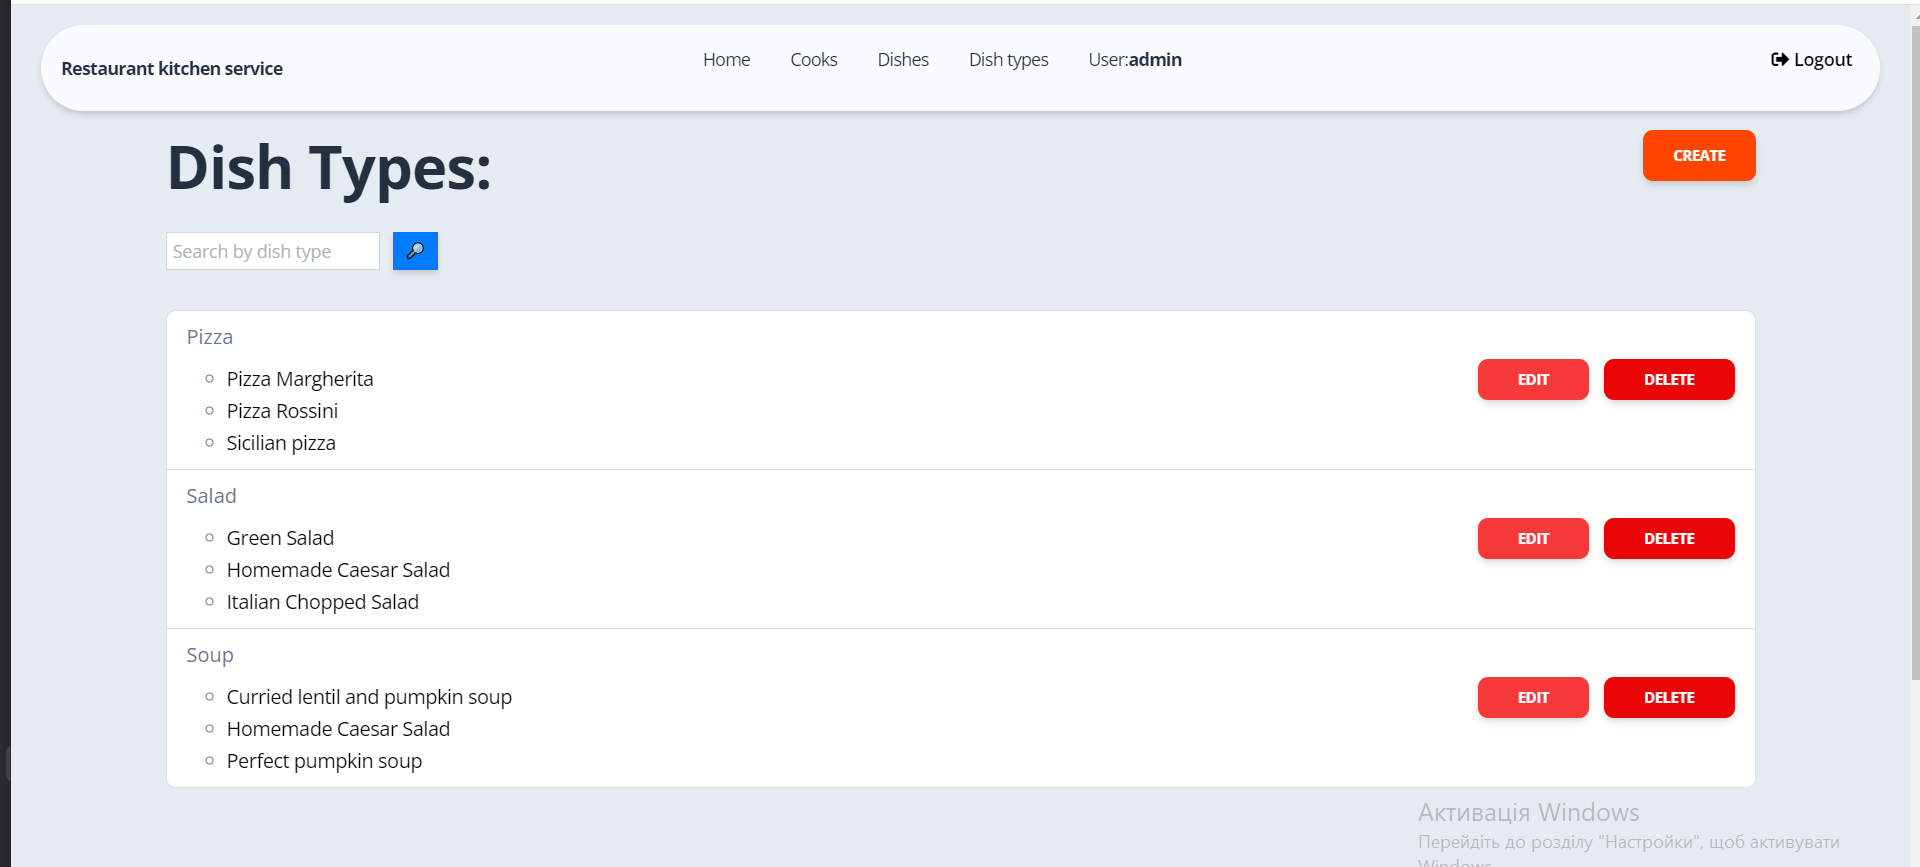 Restaurant kitchen service
Home Cooks Dishes Dish types User:admin
Logout
Dish Types:
CREATE
Search by dish type
Pizza
Pizza Margherita
Pizza Rossini
Sicilian pizza
EDIT DELETE
Salad
Green Salad
Homemade Caesar Salad
Italian Chopped Salad
EDIT DELETE
Soup
Curried lentil and pumpkin soup
Homemade Caesar Salad
Perfect pumpkin soup
EDIT DELETE
Активація Windows
Перейдіть до розділу "Настройки", щоб активувати
Windows